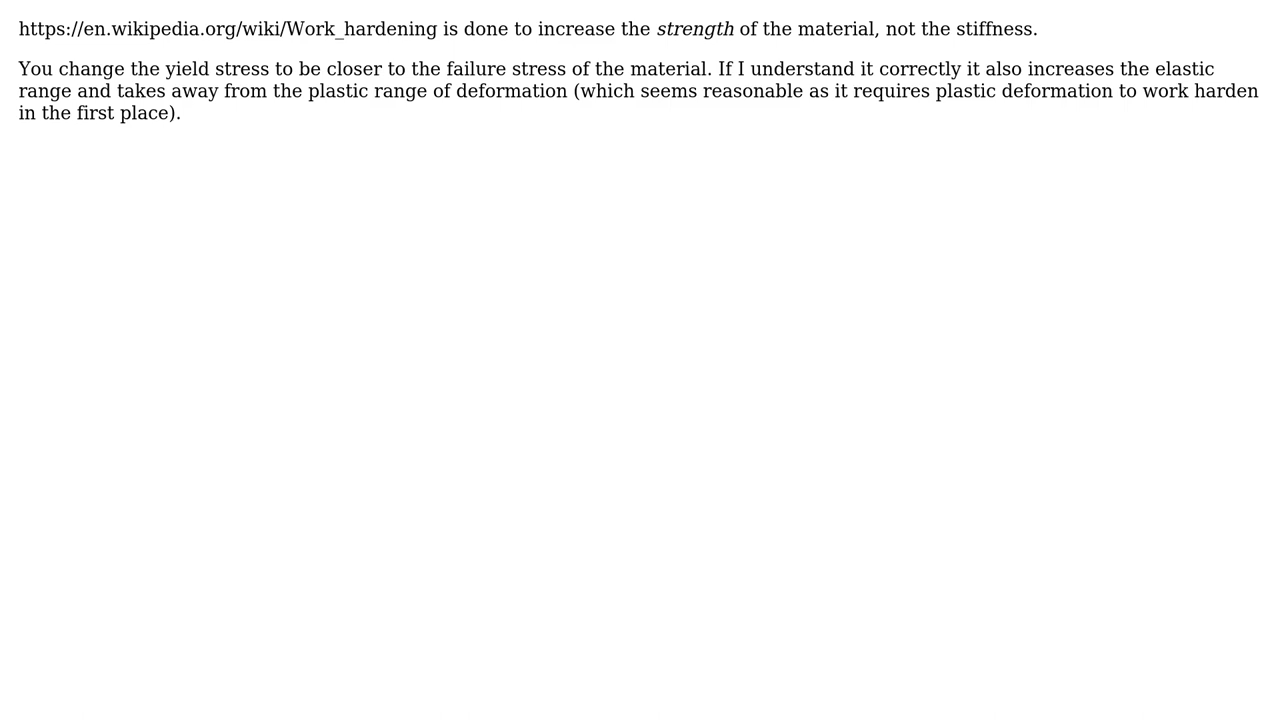 https://en.wikipedia.org/wiki/Work_hardening is done to increase the strength of the material, not the stiffness.
You change the yield stress to be closer to the failure stress of the material. If I understand it correctly it also increases the elastic
range and takes away from the plastic range of deformation (which seems reasonable as it requires plastic deformation to work harden
in the first place).